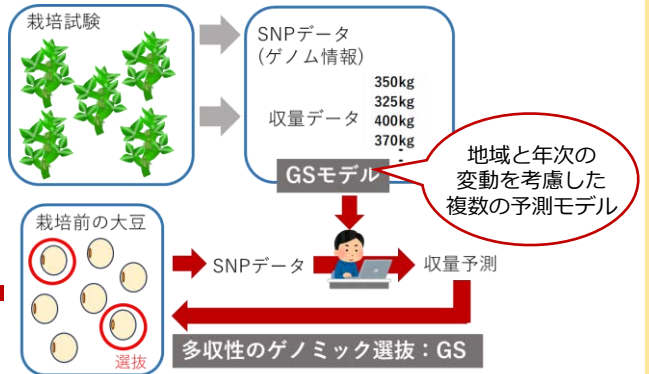 栽培試験
SNPデータ
(ゲノム情報)
収量データ
350kg
325kg
400kg
370kg
-
-
GSモデル
地域と年次の
変動を考慮した
複数の予測モデル
栽培前の大豆
選抜
SNPデータ
収量予測
多収性のゲノミック選抜：GS